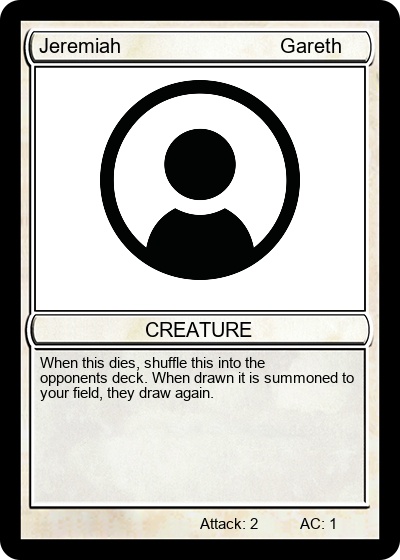 Jeremiah Gareth
CREATURE
When this dies, shuffle this into the
opponents deck. When drawn it is summoned to
your field, they draw again.
Attack: 2 AC: 1